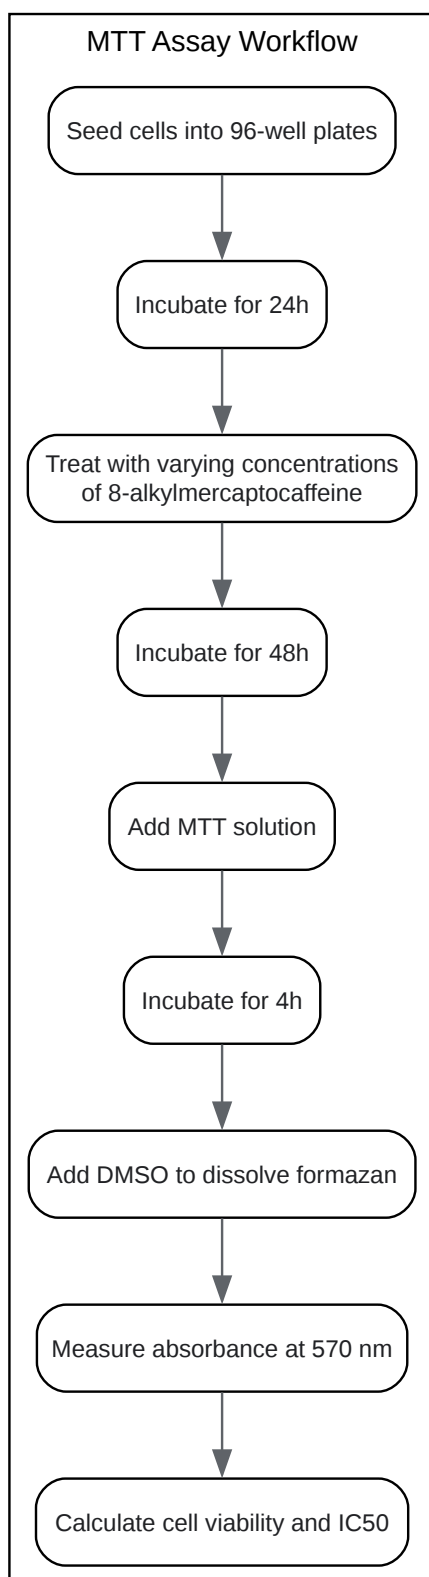 MTT Assay Workflow
Seed cells into 96-well plates
Incubate for 24h
Treat with varying concentrations
of 8-alkylmercaptocaffeine
Incubate for 48h
Add MTT solution
Incubate for 4h
Add DMSO to dissolve formazan
Measure absorbance at 570 nm
Calculate cell viability and IC50